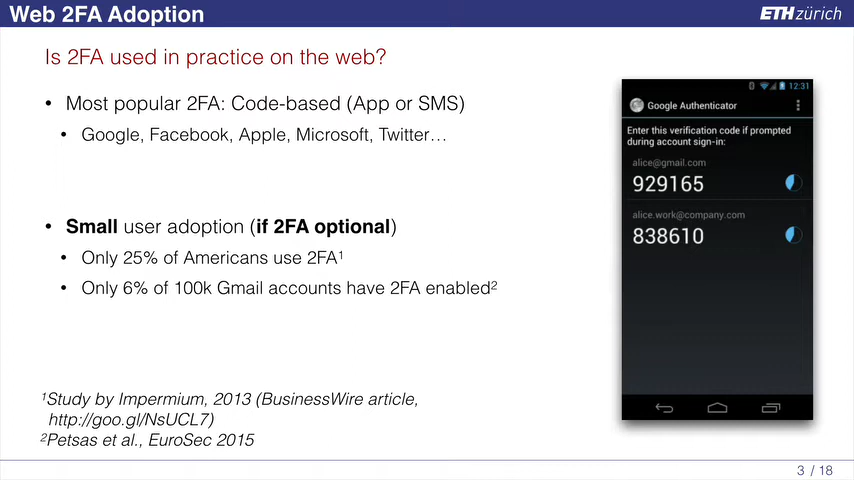 Web 2FA Adoption
ETHzürich
Is 2FA used in practice on the web?
• Most popular 2FA: Code-based (App or SMS)
• Google, Facebook, Apple, Microsoft, Twitter…
• Small user adoption (if 2FA optional)
• Only 25% of Americans use 2FA¹
• Only 6% of 100k Gmail accounts have 2FA enabled²
¹Study by Impermium, 2013 (BusinessWire article,
http://goo.gl/NsUCL7)
²Petsas et al., EuroSec 2015
12:31
Google Authenticator
Enter this verification code if prompted
during account sign-in:
alice@gmail.com
929165
alice.work@company.com
838610
3 / 18